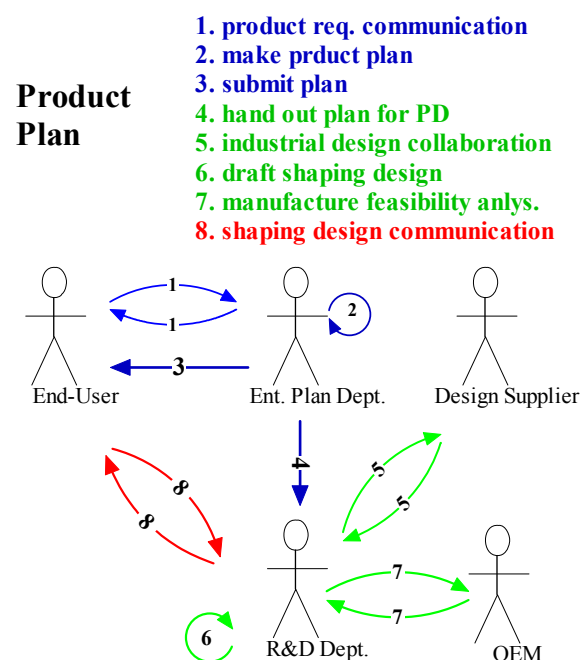 1. product req. communication
2. make prduct plan
3. submit plan
Product
Plan
4. hand out plan for PD
5. industrial design collaboration
6. draft shaping design
7. manufacture feasibility anlys.
8. shaping design communication
1
1
2
3
End-User
Ent. Plan Dept.
Design Supplier
4
5
5
8
8
7
7
6
R&D Dept.
OEM